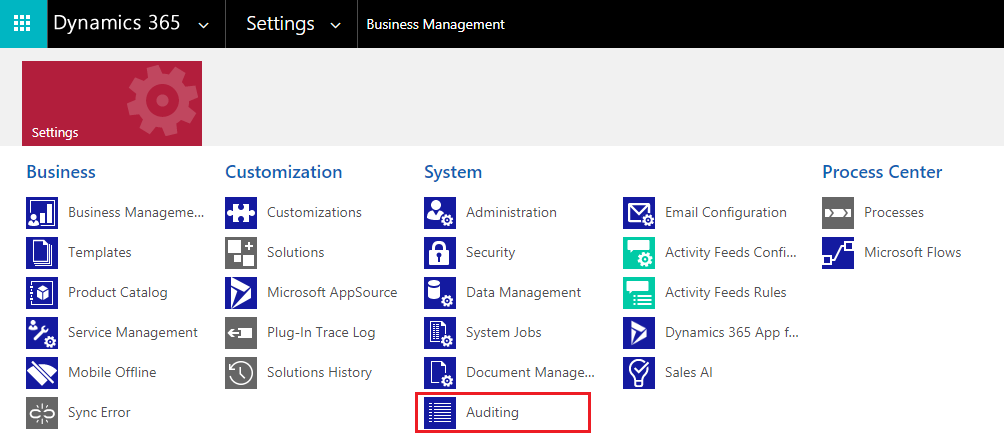 Dynamics 365 Settings Business Management
Settings
Business
Business Manageme...
Templates
Product Catalog
Service Management
Mobile Offline
Sync Error
Customization
Customizations
Solutions
Microsoft AppSource
Plug-In Trace Log
Solutions History
System
Administration
Security
Data Management
System Jobs
Document Manage...
Auditing
Email Configuration
Activity Feeds Confi...
Activity Feeds Rules
Dynamics 365 App f...
Sales AI
Process Center
Processes
Microsoft Flows